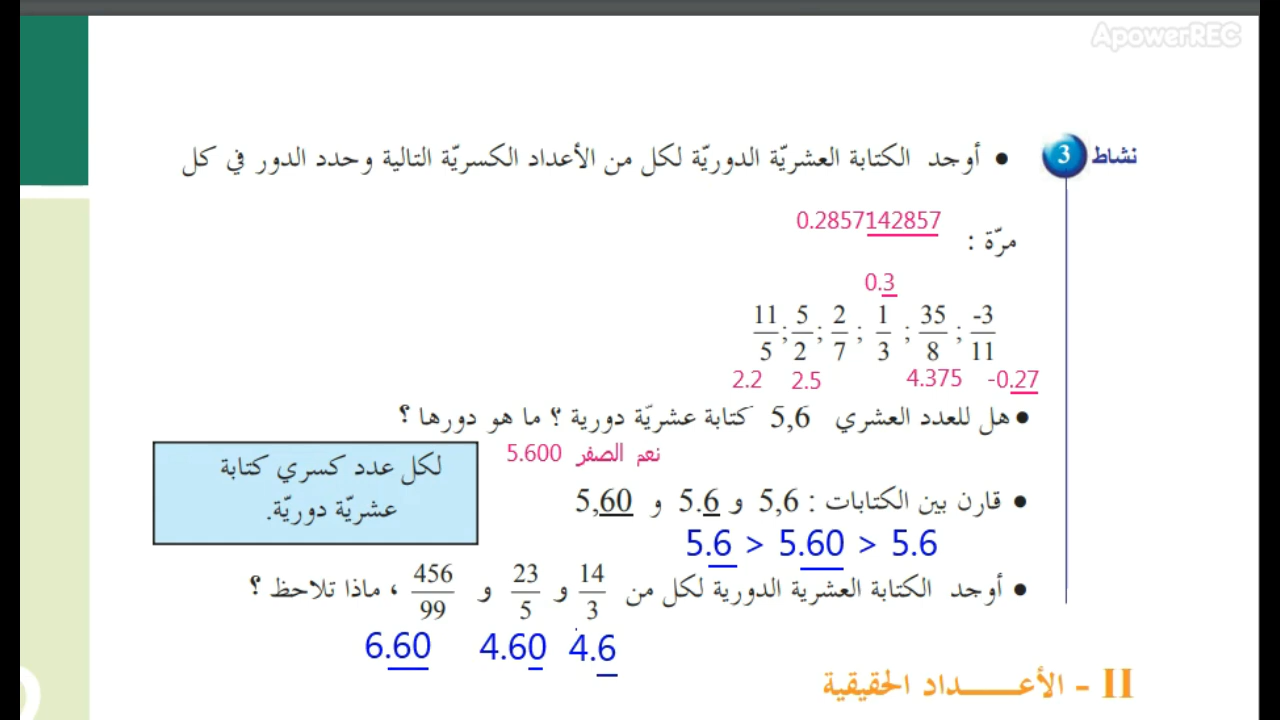 ApowerREC
نشاط 3 • أوجد الكتابة العشريّة الدوريّة لكل من الأعداد الكسريّة التالية وحدد الدور في كل
0.2857142857
مرّة :
0.3
11/5 ; 5/2 ; 2/7 ; 1/3 ; 35/8 ; -3/11
2.2 2.5 4.375 -0.27
• هل للعدد العشري 5,6 كتابة عشريّة دورية ؟ ما هو دورها ؟
نعم الصفر 5.600
لكل عدد كسري كتابة
عشريّة دوريّة.
• قارن بين الكتابات : 5,6 و 5.6 و 5,60
5.6 > 5.60 > 5.6
• أوجد الكتابة العشرية الدورية لكل من 14/3 و 23/5 و 456/99 ، ماذا تلاحظ ؟
6.60 4.60 4.6
II - الأعـــــداد الحقيقية